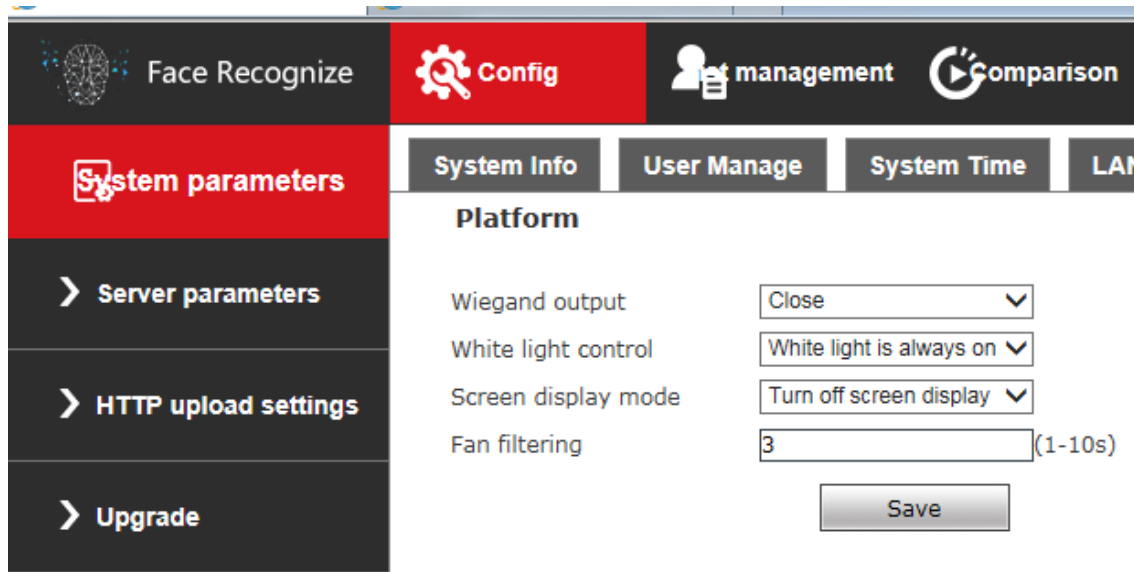 Face Recognize
Config
management
Comparison
System parameters
System Info
User Manage
System Time
LAN
Platform
Server parameters
Wiegand output
Close
White light control
White light is always on
HTTP upload settings
Screen display mode
Turn off screen display
Fan filtering
3
(1-10s)
Upgrade
Save